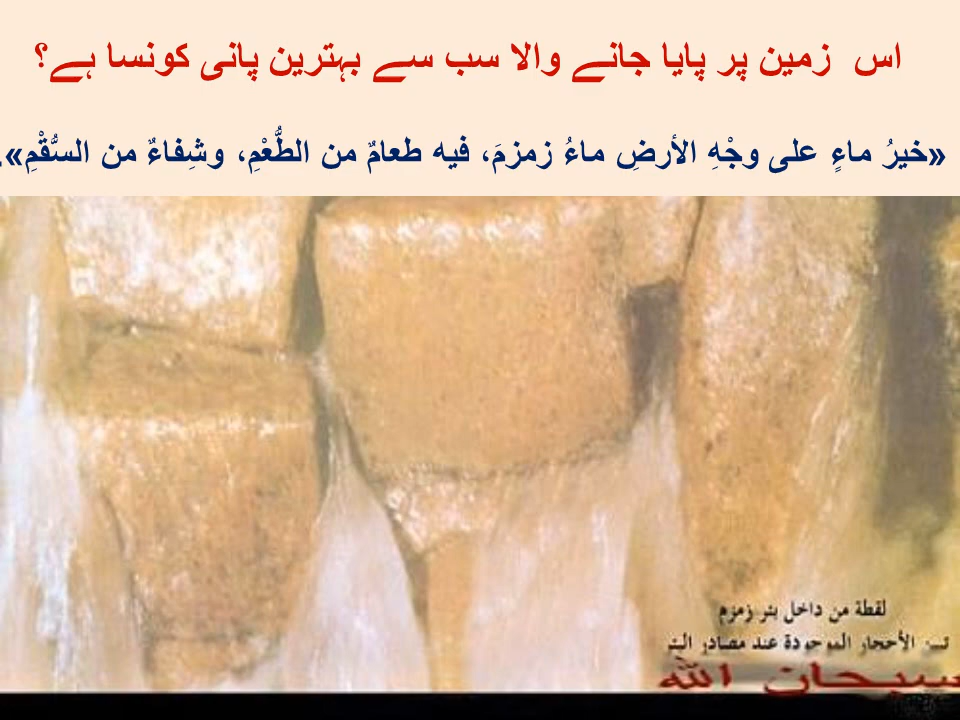 اس زمین پر پایا جانے والا سب سے بہترین پانی کونسا ہے؟
«خيرُ ماءٍ على وجْهِ الأرضِ ماءُ زمزمَ، فيه طعامٌ من الطُّعْمِ، وشِفاءٌ من السُّقْمِ».
لقطة من داخل بئر زمزم
تبين الأحجار الموجودة عند مصادر البئر
سبحان الله